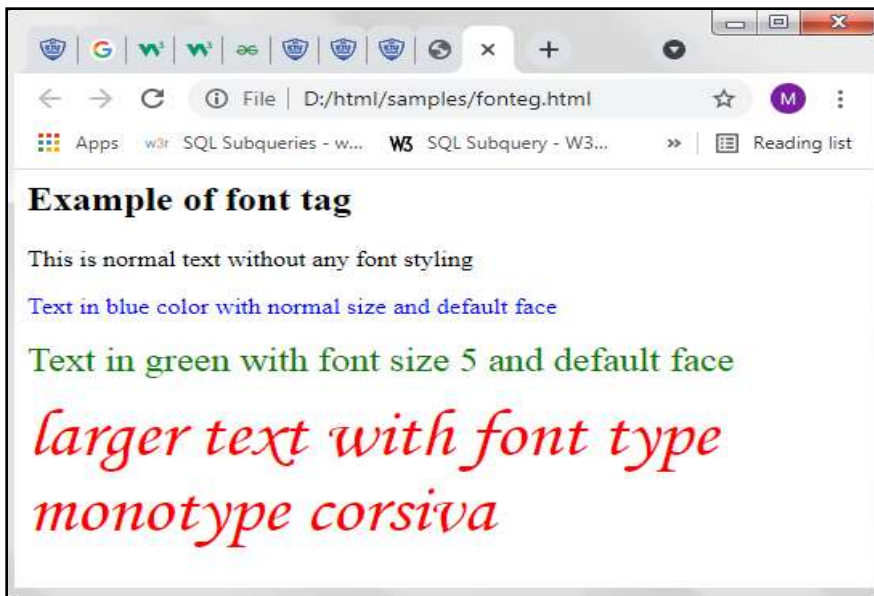 File D:/html/samples/fonteg.html M
Apps w3r SQL Subqueries - w... W3 SQL Subquery - W3... » Reading list
Example of font tag
This is normal text without any font styling
Text in blue color with normal size and default face
Text in green with font size 5 and default face
larger text with font type
monotype corsiva